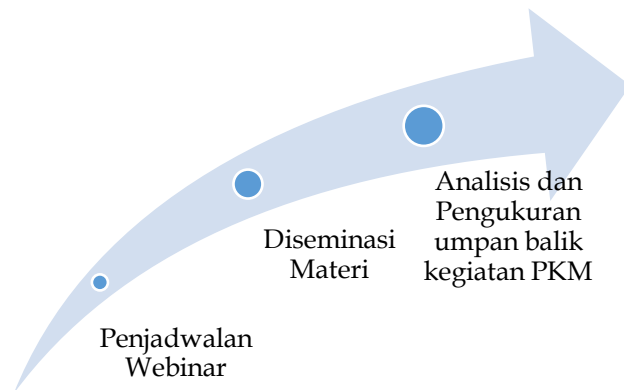 Penjadwalan
Webinar
Diseminasi
Materi
Analisis dan
Pengukuran
umpan balik
kegiatan PKM